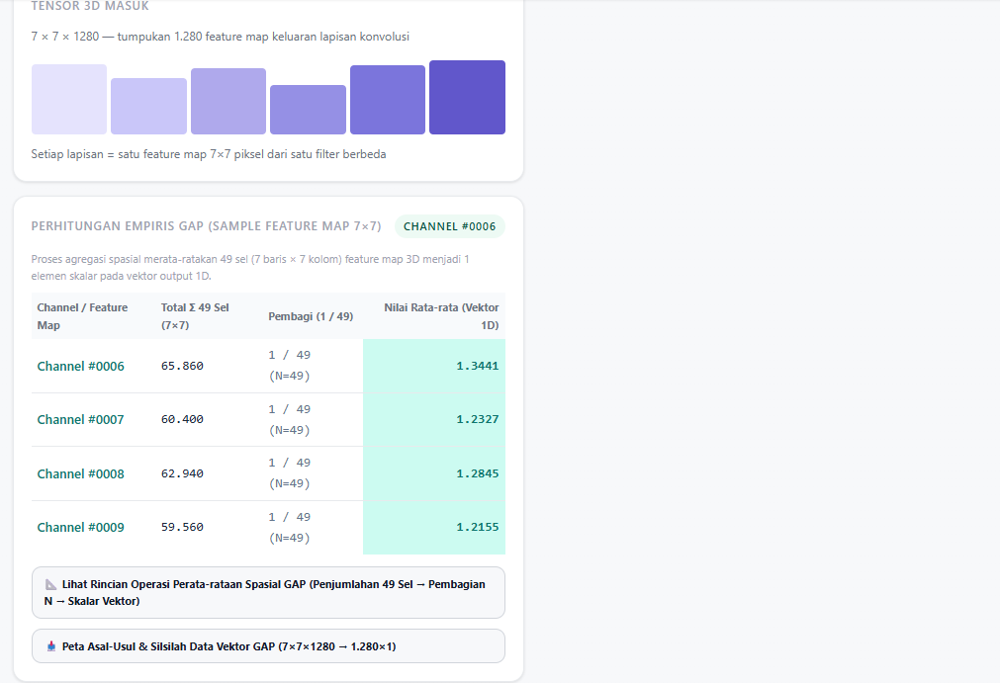 TENSOR 3D MASUK
7 × 7 × 1280 — tumpukan 1.280 feature map keluaran lapisan konvolusi
Setiap lapisan = satu feature map 7×7 piksel dari satu filter berbeda
PERHITUNGAN EMPIRIS GAP (SAMPLE FEATURE MAP 7×7)
CHANNEL #0006
Proses agregasi spasial merata-ratakan 49 sel (7 baris × 7 kolom) feature map 3D menjadi 1
elemen skalar pada vektor output 1D.
Channel / Feature
Map
Total Σ 49 Sel
(7×7)
Pembagi (1 / 49)
Nilai Rata-rata (Vektor
1D)
Channel #0006
65.860
1 / 49
(N=49)
1.3441
Channel #0007
60.400
1 / 49
(N=49)
1.2327
Channel #0008
62.940
1 / 49
(N=49)
1.2845
Channel #0009
59.560
1 / 49
(N=49)
1.2155
Lihat Rincian Operasi Perata-rataan Spasial GAP (Penjumlahan 49 Sel → Pembagian
N → Skalar Vektor)
Peta Asal-Usul & Silsilah Data Vektor GAP (7×7×1280 → 1.280×1)